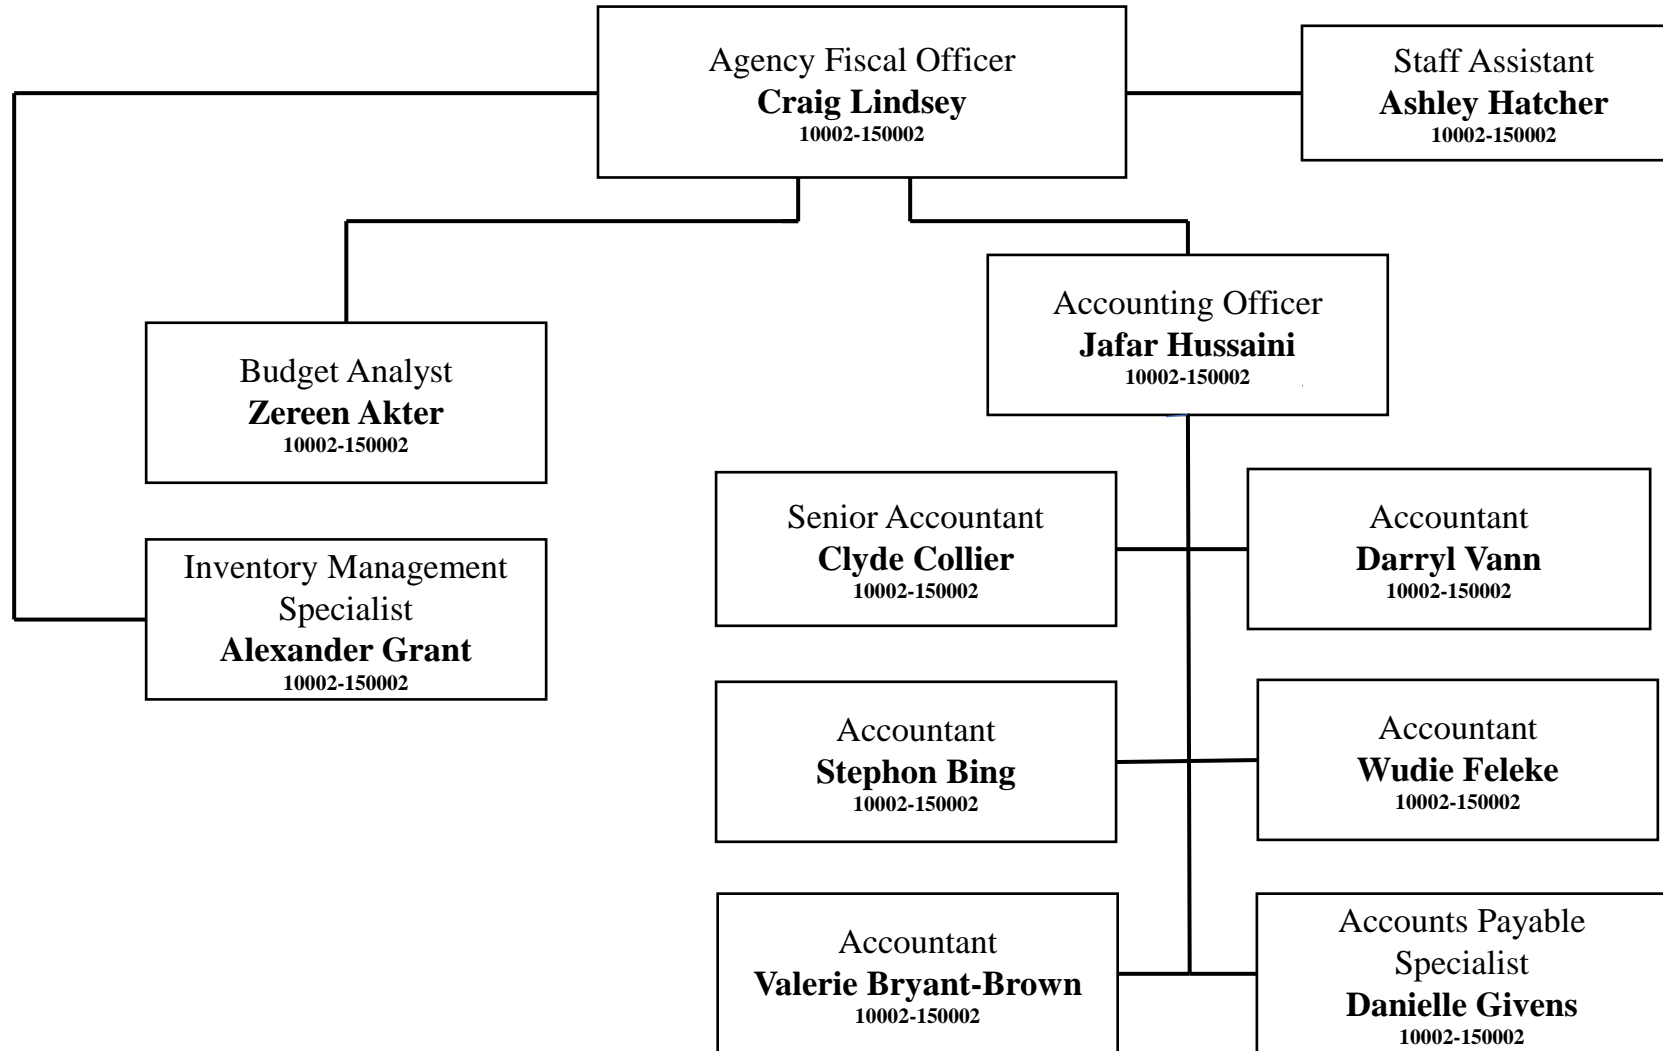 Agency Fiscal Officer
Craig Lindsey
10002-150002
Staff Assistant
Ashley Hatcher
10002-150002
Accounting Officer
Jafar Hussaini
10002-150002
Budget Analyst
Zereen Akter
10002-150002
Inventory Management
Specialist
Alexander Grant
10002-150002
Senior Accountant
Clyde Collier
10002-150002
Accountant
Darryl Vann
10002-150002
Accountant
Stephon Bing
10002-150002
Accountant
Wudie Feleke
10002-150002
Accountant
Valerie Bryant-Brown
10002-150002
Accounts Payable
Specialist
Danielle Givens
10002-150002